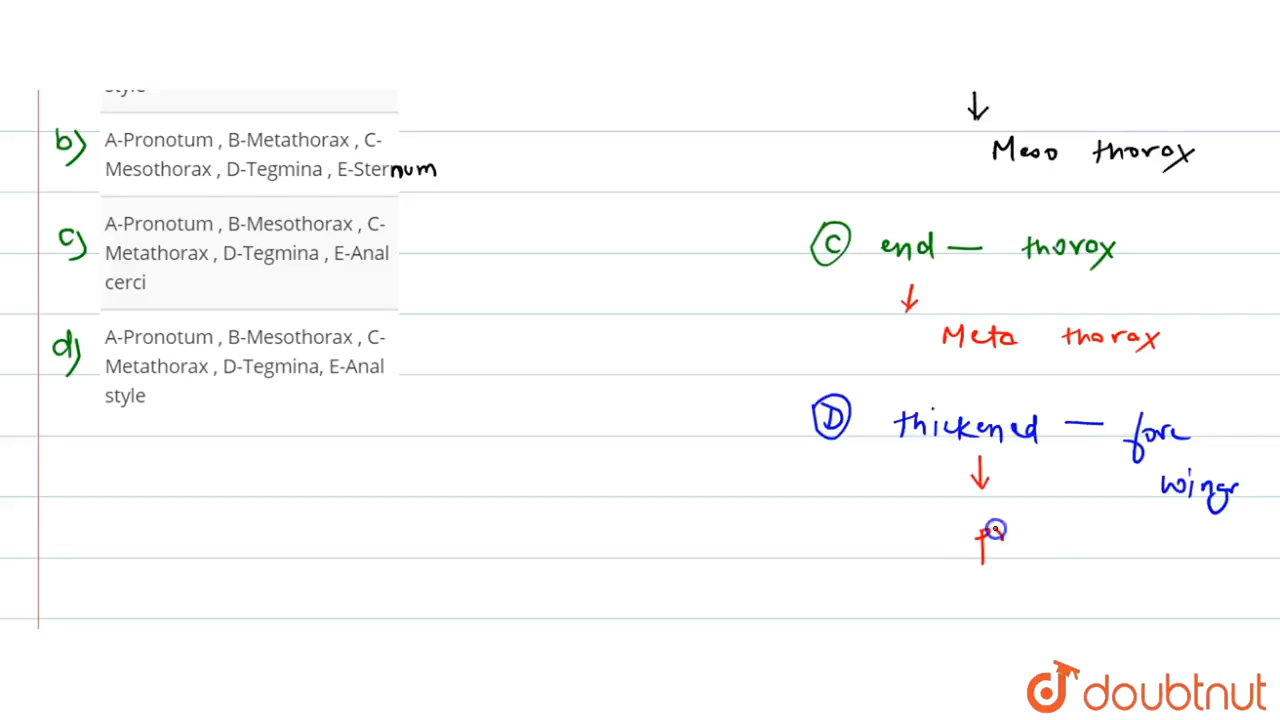 style
b) A-Pronotum , B-Metathorax , C-
Mesothorax , D-Tegmina , E-Sternum
c) A-Pronotum , B-Mesothorax , C-
Metathorax , D-Tegmina , E-Anal
cerci
d) A-Pronotum , B-Mesothorax , C-
Metathorax , D-Tegmina, E-Anal
style
↓
Meso thorax
C end — thorax
↓
Meta thorax
D thickened — fore
wings
↓
doubtnut